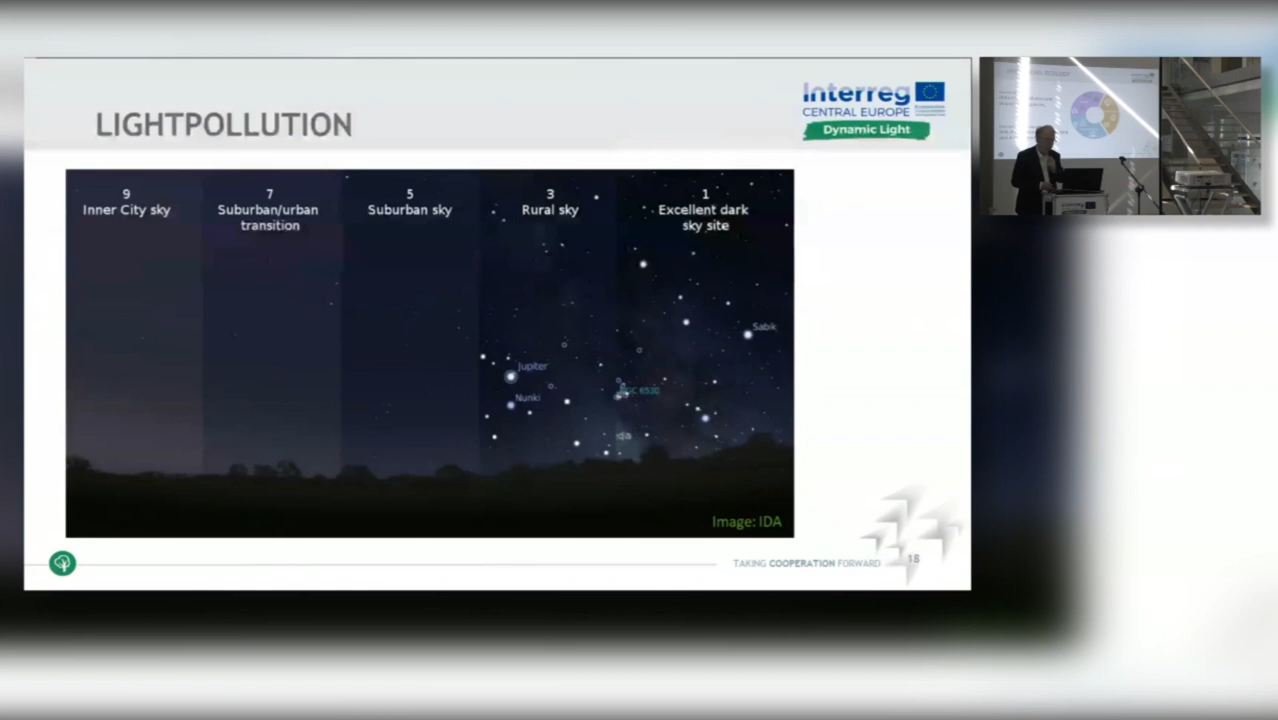 LIGHTPOLLUTION
Interreg
CENTRAL EUROPE
Dynamic Light
9
Inner City sky
7
Suburban/urban
transition
5
Suburban sky
3
Rural sky
1
Excellent dark
sky site
Sabik
Jupiter
Nunki
6530
Image: IDA
TAKING COOPERATION FORWARD
18
Interreg